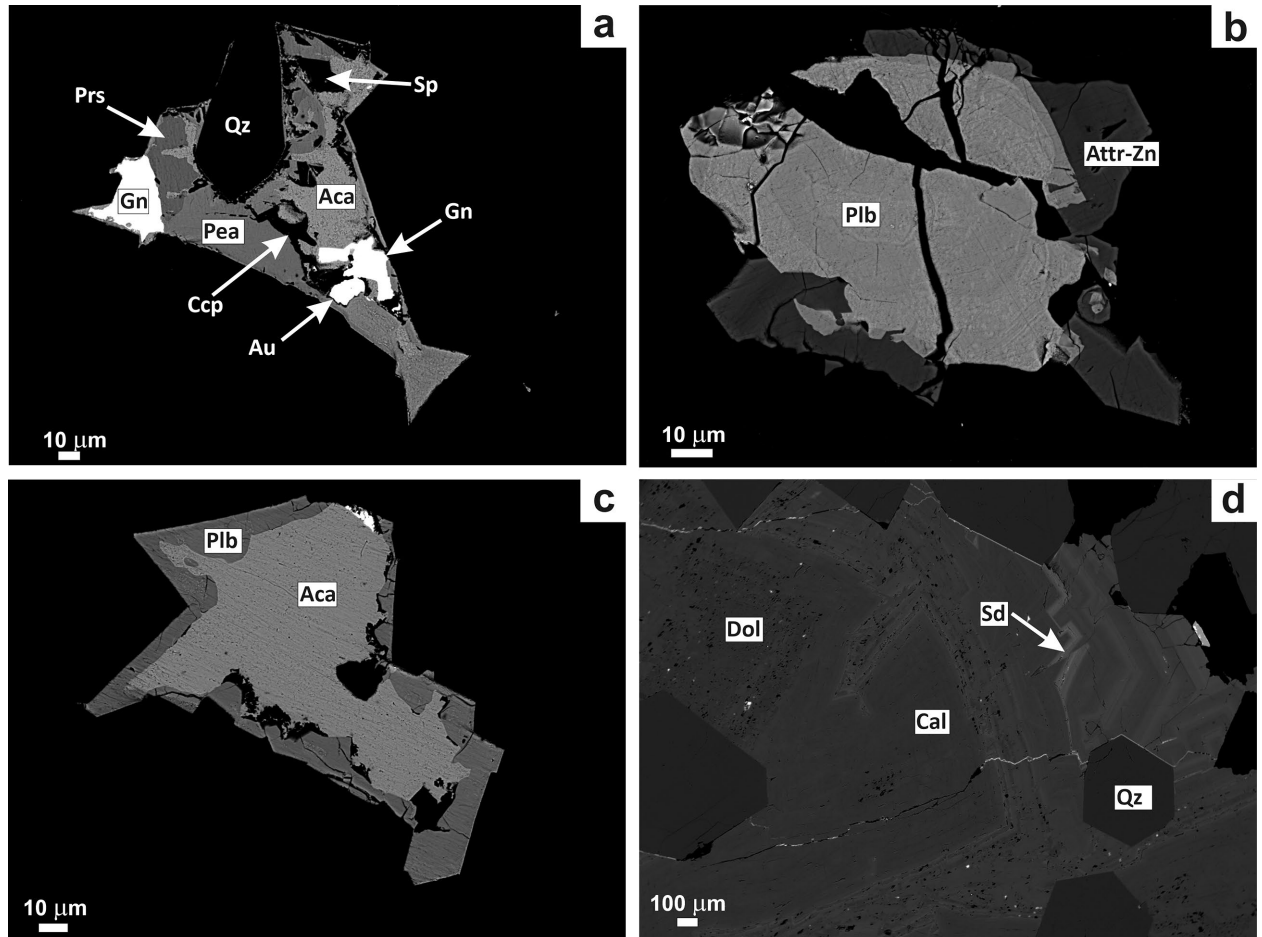 a
Sp
Prs
Qz
Gn
Aca
Gn
Pea
Ccp
Au
10 μm
b
Attr-Zn
Plb
10 μm
c
Plb
Aca
10 μm
d
Sd
Dol
Cal
Qz
100 μm